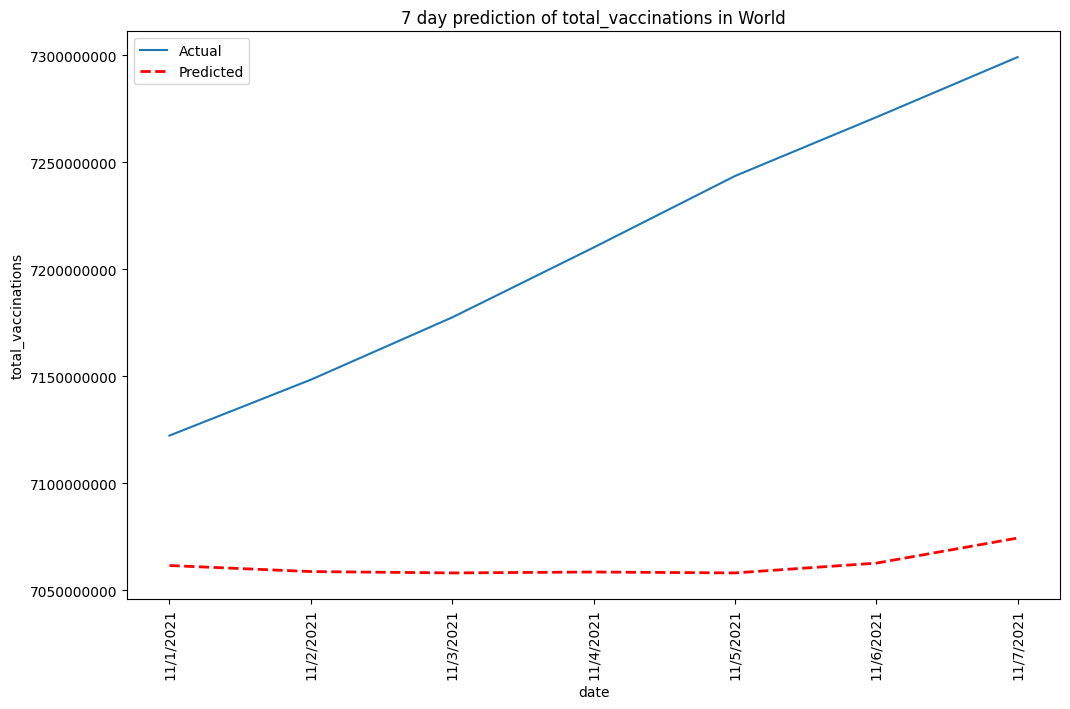 7 day prediction of total_vaccinations in World
Actual
Predicted
total_vaccinations
7300000000
7250000000
7200000000
7150000000
7100000000
7050000000
11/1/2021
11/2/2021
11/3/2021
11/4/2021
11/5/2021
11/6/2021
11/7/2021
date